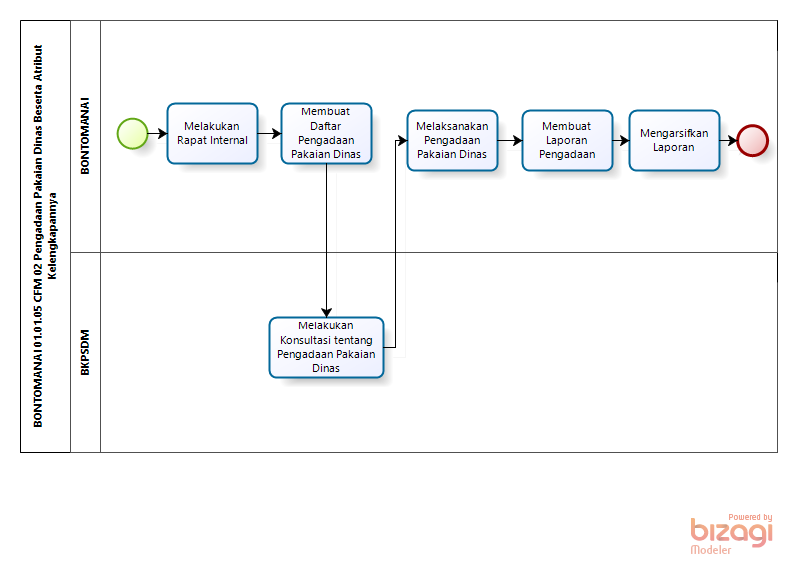 BONTOMANAI 01.01.05 CFM 02 Pengadaan Pakaian Dinas Beserta Atribut
Kelengkapannya
BONTOMANAI
Melakukan
Rapat Internal
Membuat
Daftar
Pengadaan
Pakaian Dinas
Melaksanakan
Pengadaan
Pakaian Dinas
Membuat
Laporan
Pengadaan
Mengarsifkan
Laporan
BKPSDM
Melakukan
Konsultasi tentang
Pengadaan Pakaian
Dinas
Powered by
bizagi
Modeler